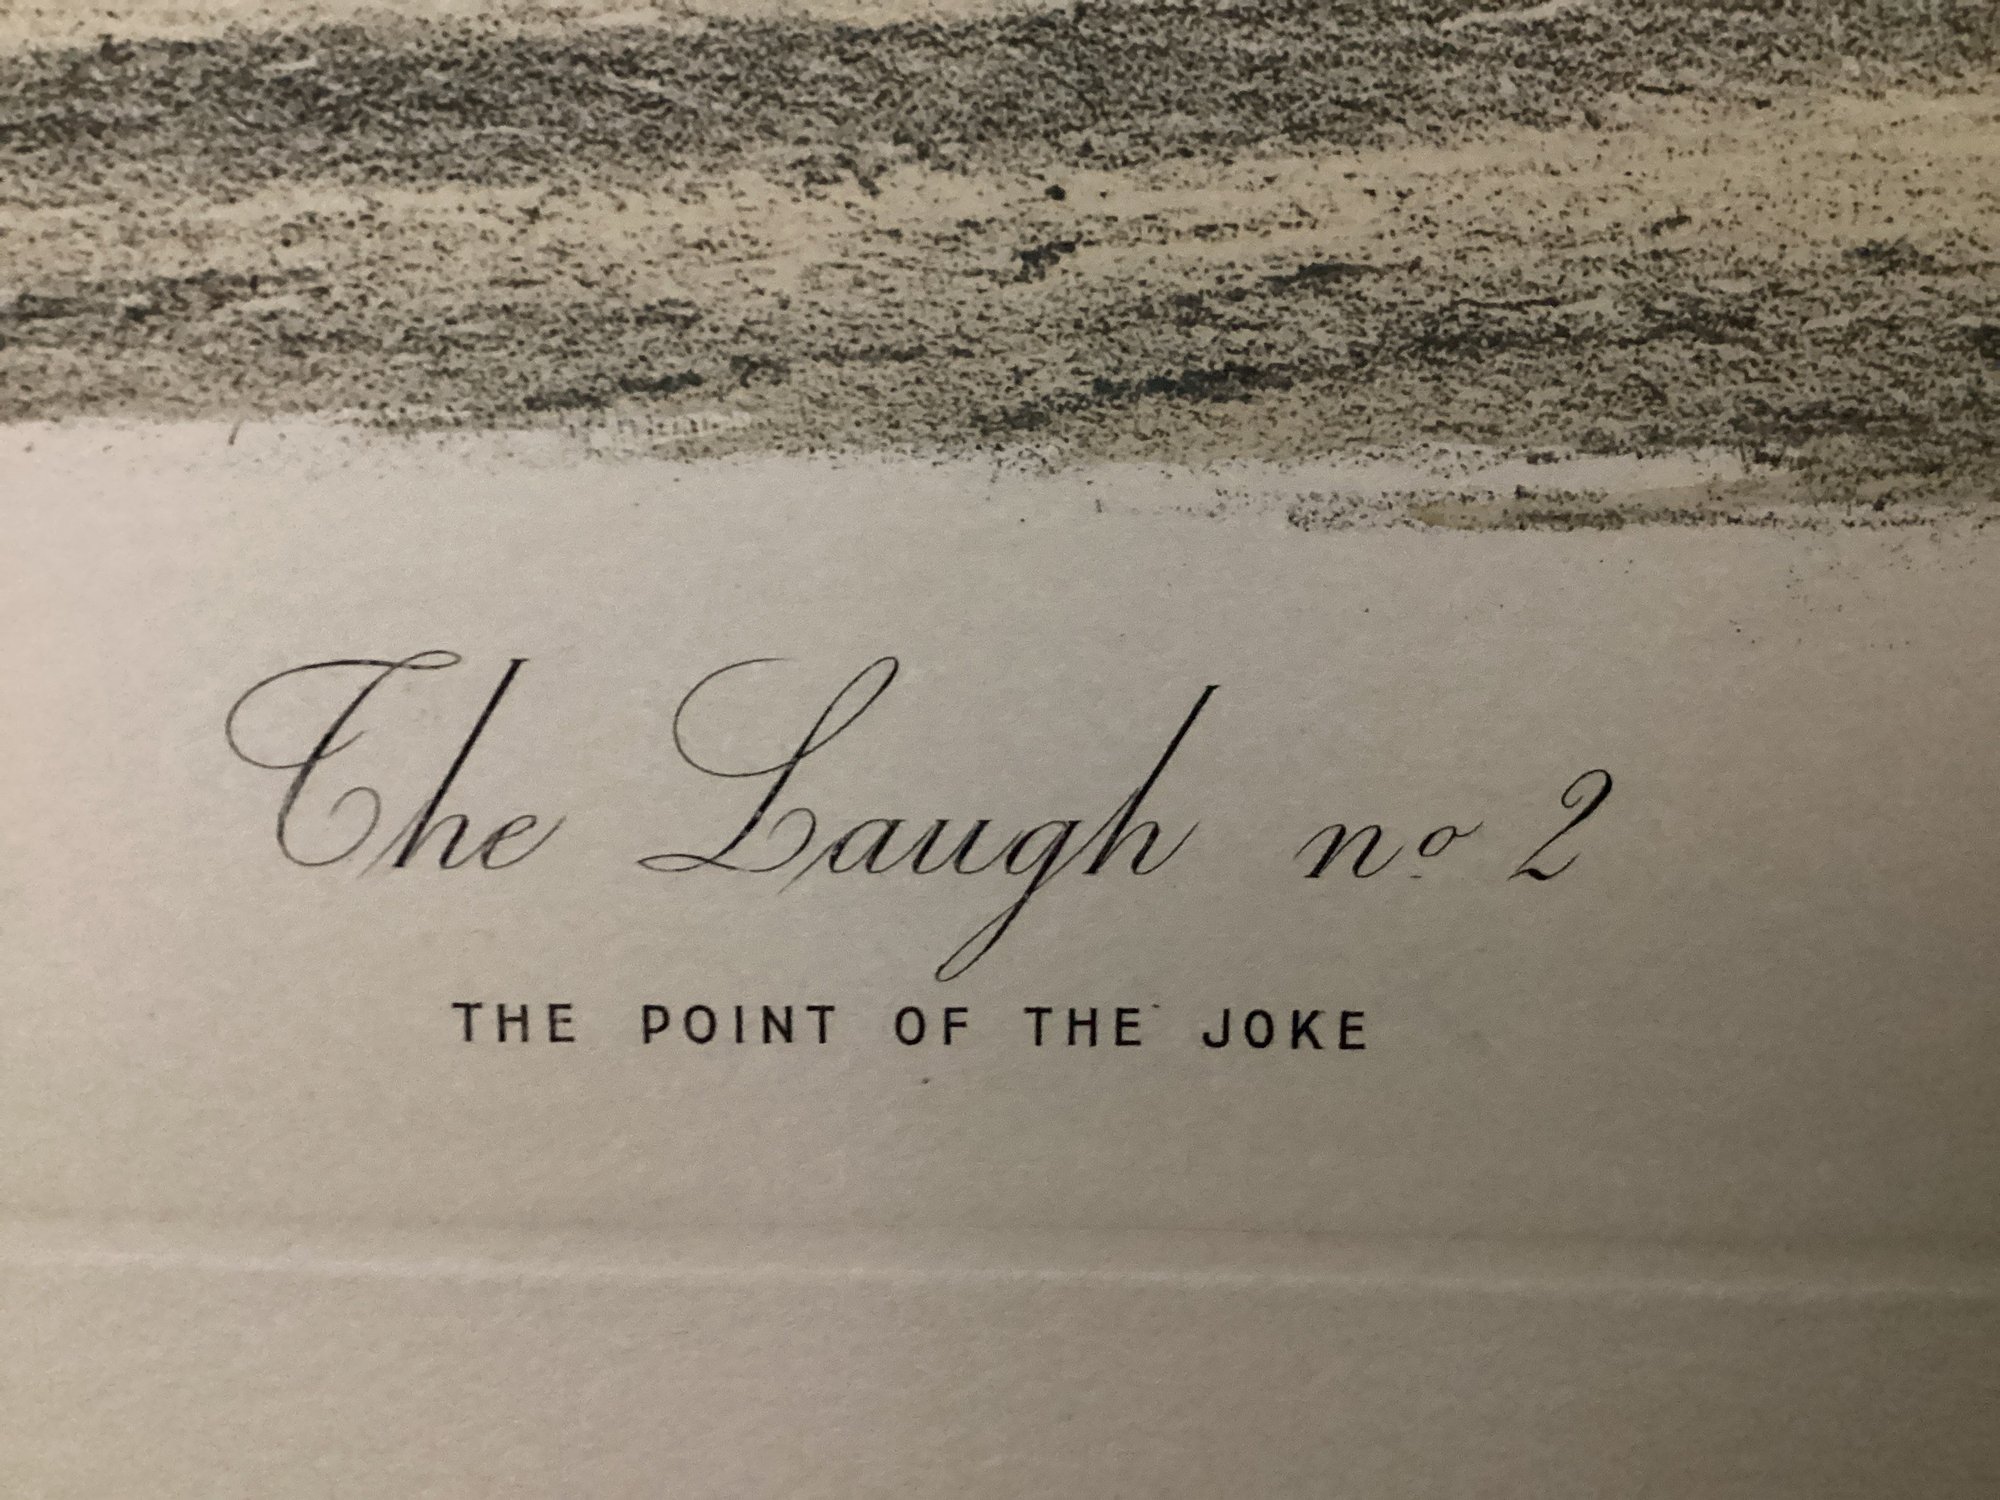 The Laugh nº 2
THE POINT OF THE JOKE